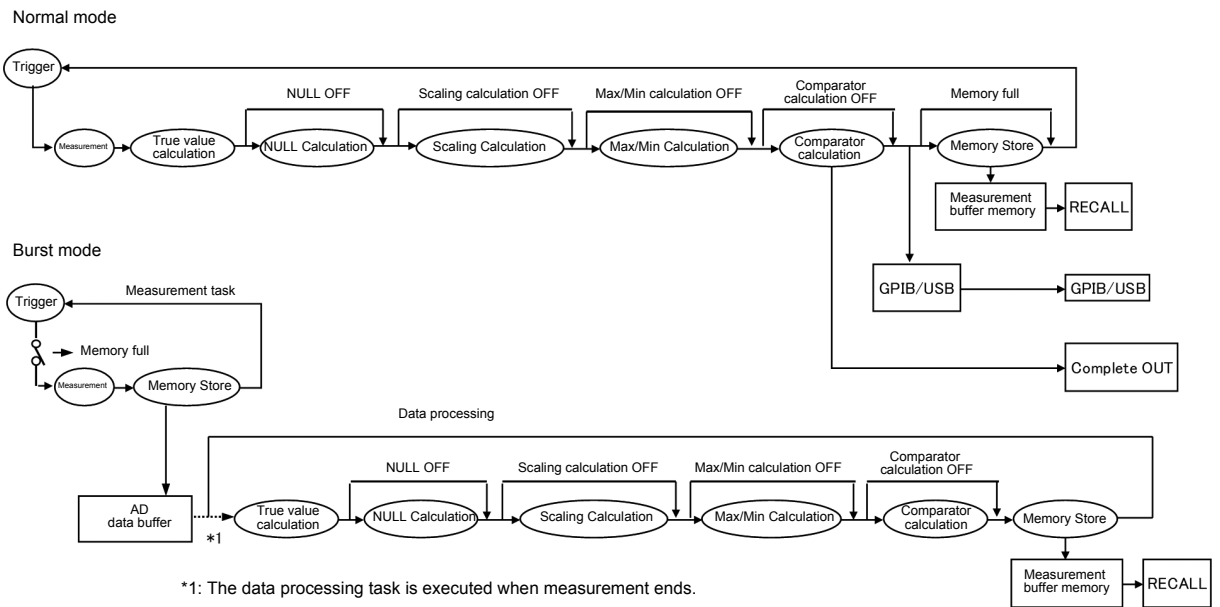 Normal mode
Trigger
NULL OFF
Scaling calculation OFF
Max/Min calculation OFF
Comparator
calculation OFF
Memory full
Measurement
True value
calculation
NULL Calculation
Scaling Calculation
Max/Min Calculation
Comparator
calculation
Memory Store
Measurement
buffer memory
RECALL
GPIB/USB
GPIB/USB
Complete OUT
Burst mode
Trigger
Measurement task
Memory full
Measurement
Memory Store
Data processing
NULL OFF
Scaling calculation OFF
Max/Min calculation OFF
Comparator
calculation OFF
AD
data buffer
*1
True value
calculation
NULL Calculation
Scaling Calculation
Max/Min Calculation
Comparator
calculation
Memory Store
Measurement
buffer memory
RECALL
*1: The data processing task is executed when measurement ends.